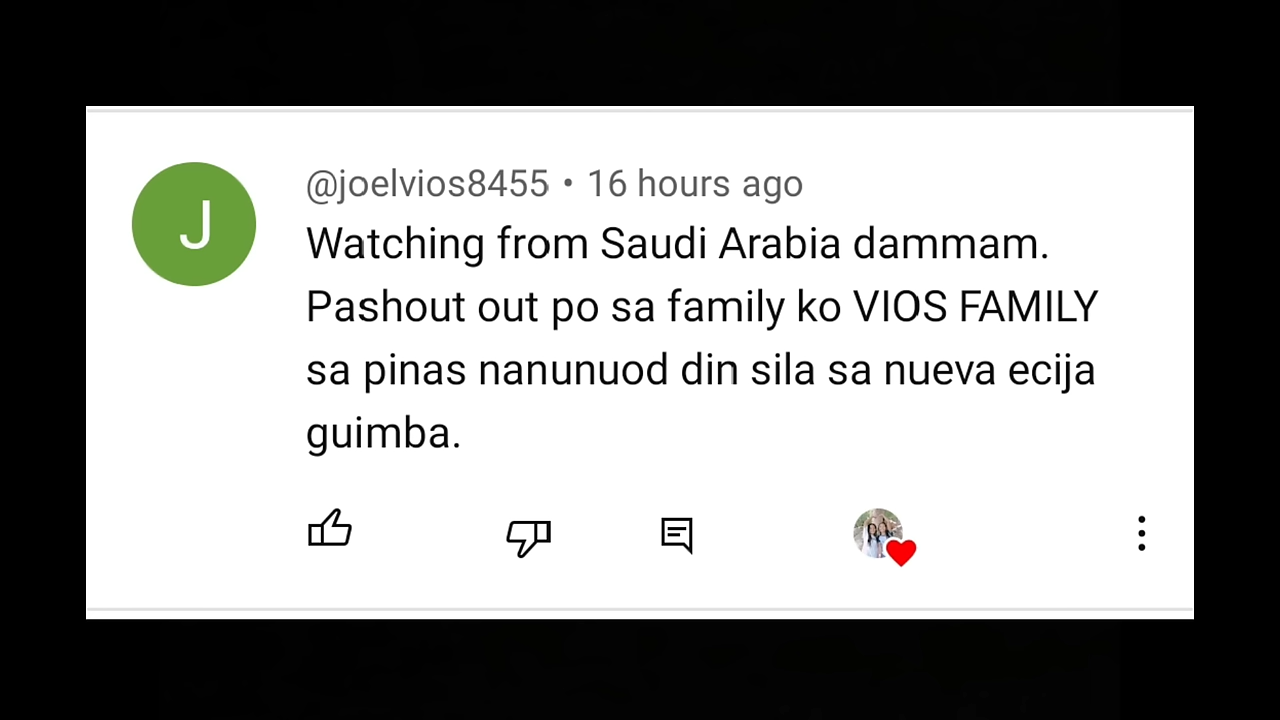 J
@joelvios8455 • 16 hours ago
Watching from Saudi Arabia dammam.
Pashout out po sa family ko VIOS FAMILY
sa pinas nanunuod din sila sa nueva ecija
guimba.